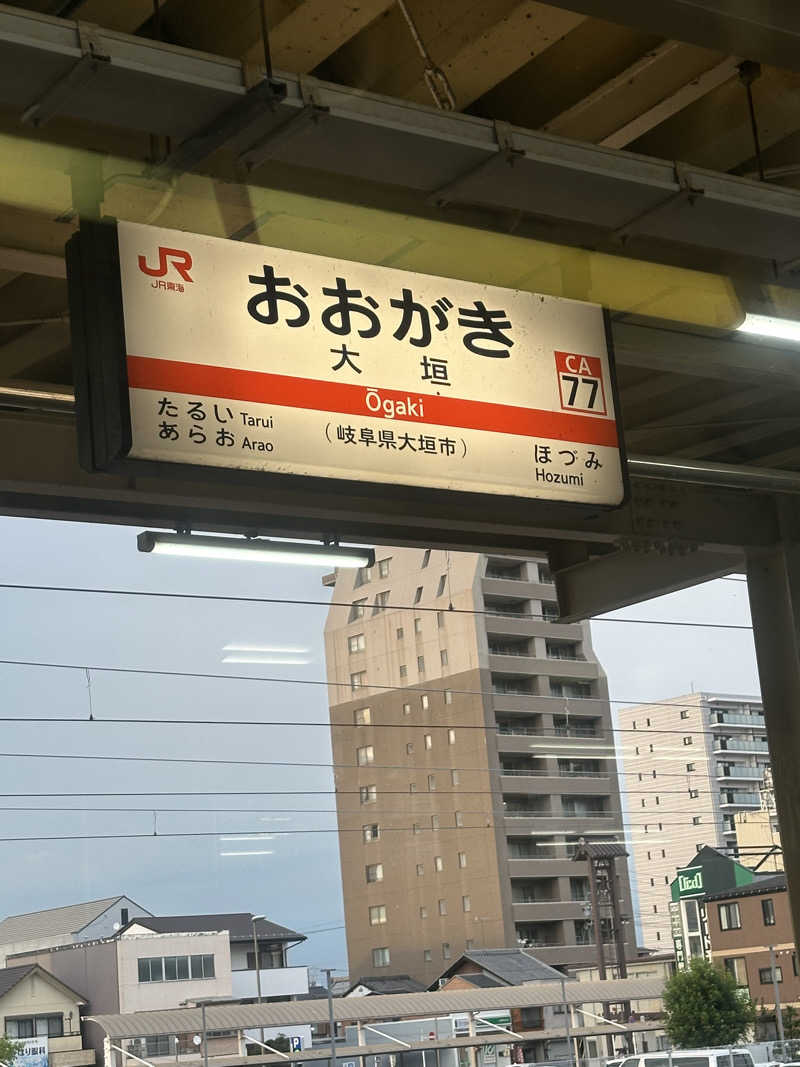 JR
JR東海
おおがき
大垣
CA
77
Ōgaki
たるい Tarui
あらお Arao
（岐阜県大垣市）
ほづみ
Hozumi
P